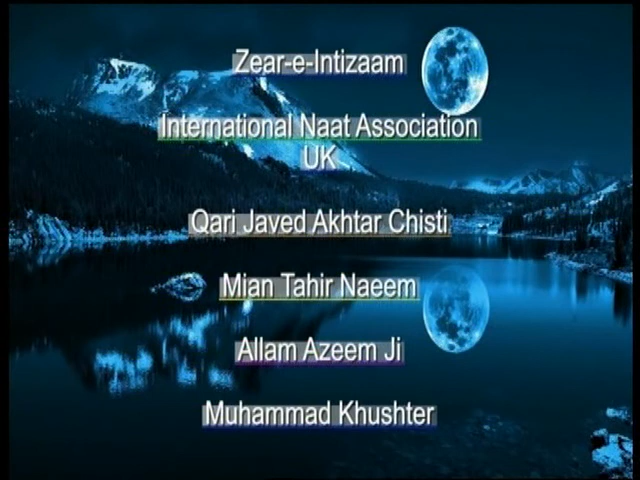 Zear-e-Intizaam
International Naat Association
UK
Qari Javed Akhtar Chisti
Mian Tahir Naeem
Allam Azeem Ji
Muhammad Khushter